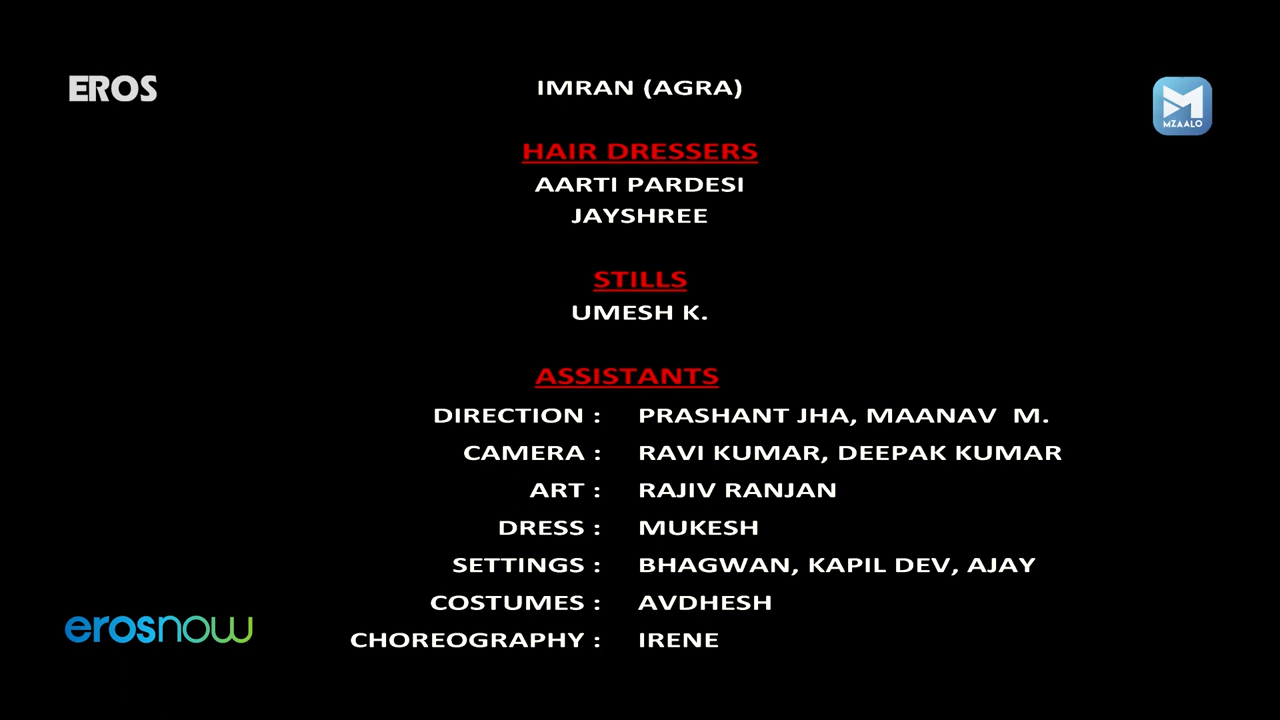 EROS
IMRAN (AGRA)
MZAALO
HAIR DRESSERS
AARTI PARDESI
JAYSHREE
STILLS
UMESH K.
ASSISTANTS
DIRECTION : PRASHANT JHA, MAANAV M.
CAMERA : RAVI KUMAR, DEEPAK KUMAR
ART : RAJIV RANJAN
DRESS : MUKESH
SETTINGS : BHAGWAN, KAPIL DEV, AJAY
COSTUMES : AVDHESH
erosnow
CHOREOGRAPHY : IRENE